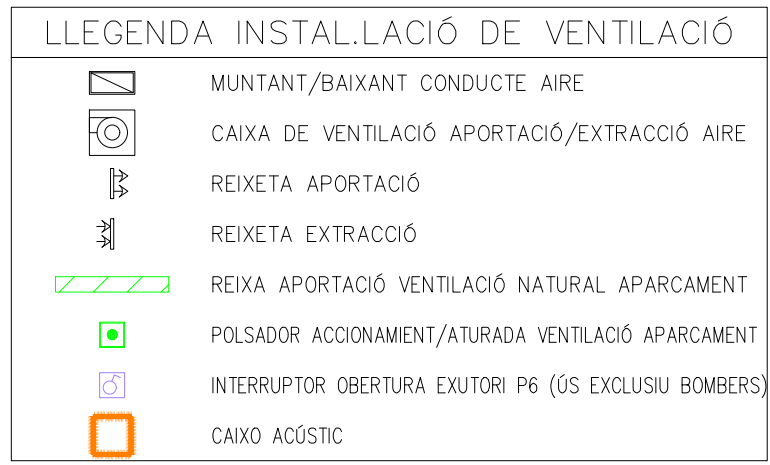 LLEGENDA INSTAL.LACIÓ DE VENTILACIÓ
MUNTANT/BAIXANT CONDUCTE AIRE
CAIXA DE VENTILACIÓ APORTACIÓ/EXTRACCIÓ AIRE
REIXETA APORTACIÓ
REIXETA EXTRACCIÓ
REIXA APORTACIÓ VENTILACIÓ NATURAL APARCAMENT
POLSADOR ACCIONAMIENT/ATURADA VENTILACIÓ APARCAMENT
INTERRUPTOR OBERTURA EXUTORI P6 (ÚS EXCLUSIU BOMBERS)
CAIXO ACÚSTIC